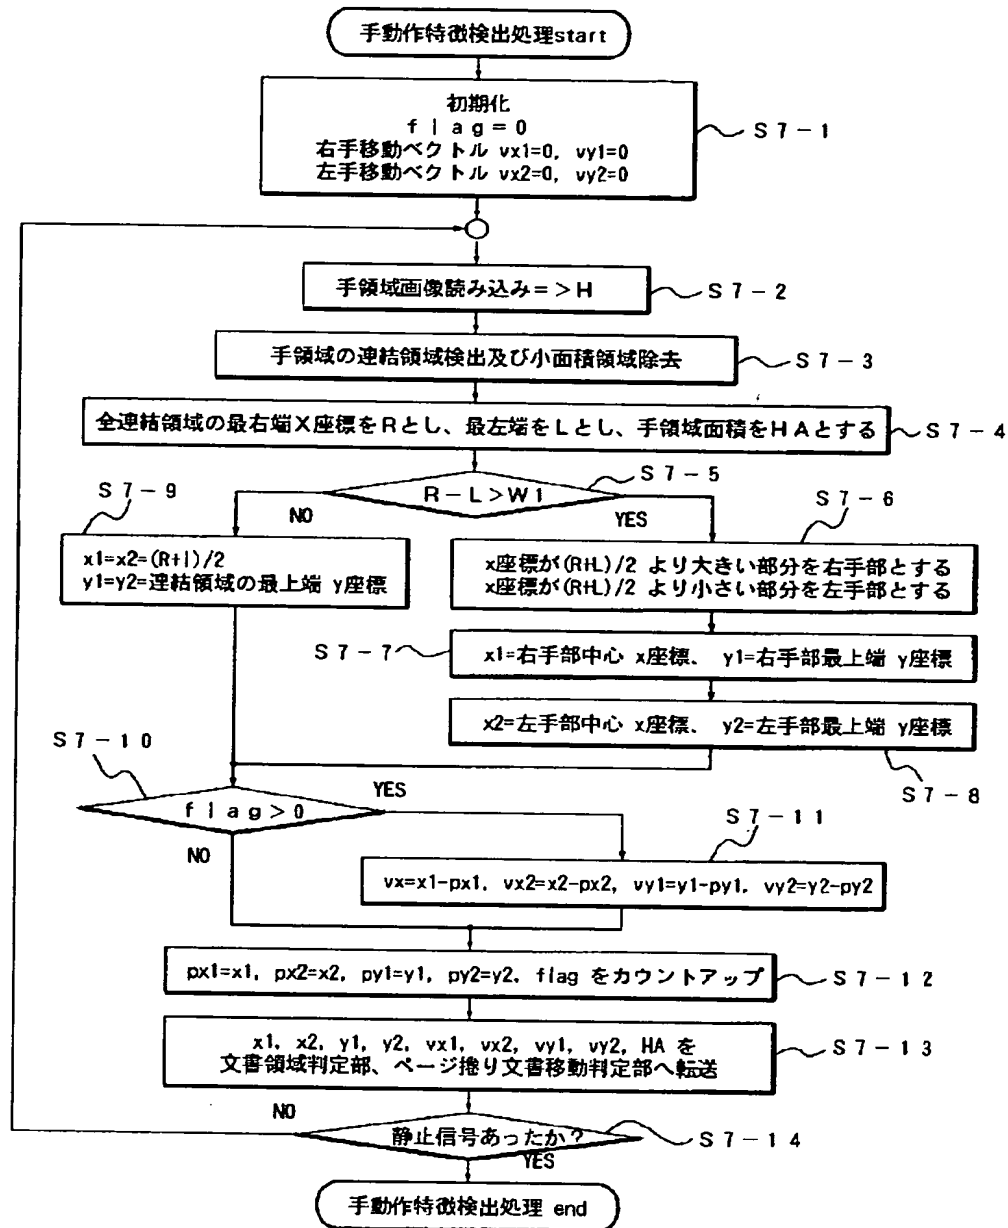 手動作特徴検出処理start
初期化
flag=0
右手移動ベクトル vx1=0, vy1=0
左手移動ベクトル vx2=0, vy2=0
S7-1
手領域画像読み込み=>H
S7-2
手領域の連結領域検出及び小面積領域除去
S7-3
全連結領域の最右端X座標をRとし、最左端をLとし、手領域面積をHAとする
S7-4
R-L>W1
S7-5
NO
YES
S7-9
x1=x2=(R+l)/2
y1=y2=連結領域の最上端 y座標
S7-6
x座標が(R+L)/2 より大きい部分を右手部とする
x座標が(R+L)/2 より小さい部分を左手部とする
S7-7
x1=右手部中心 x座標、 y1=右手部最上端 y座標
x2=左手部中心 x座標、 y2=左手部最上端 y座標
S7-8
S7-10
flag>0
YES
NO
S7-11
vx=x1-px1, vx2=x2-px2, vy1=y1-py1, vy2=y2-py2
px1=x1, px2=x2, py1=y1, py2=y2, flag をカウントアップ
S7-12
x1, x2, y1, y2, vx1, vx2, vy1, vy2, HA を
文書領域判定部、ページ捲り文書移動判定部へ転送
S7-13
NO
静止信号あったか?
S7-14
YES
手動作特徴検出処理 end